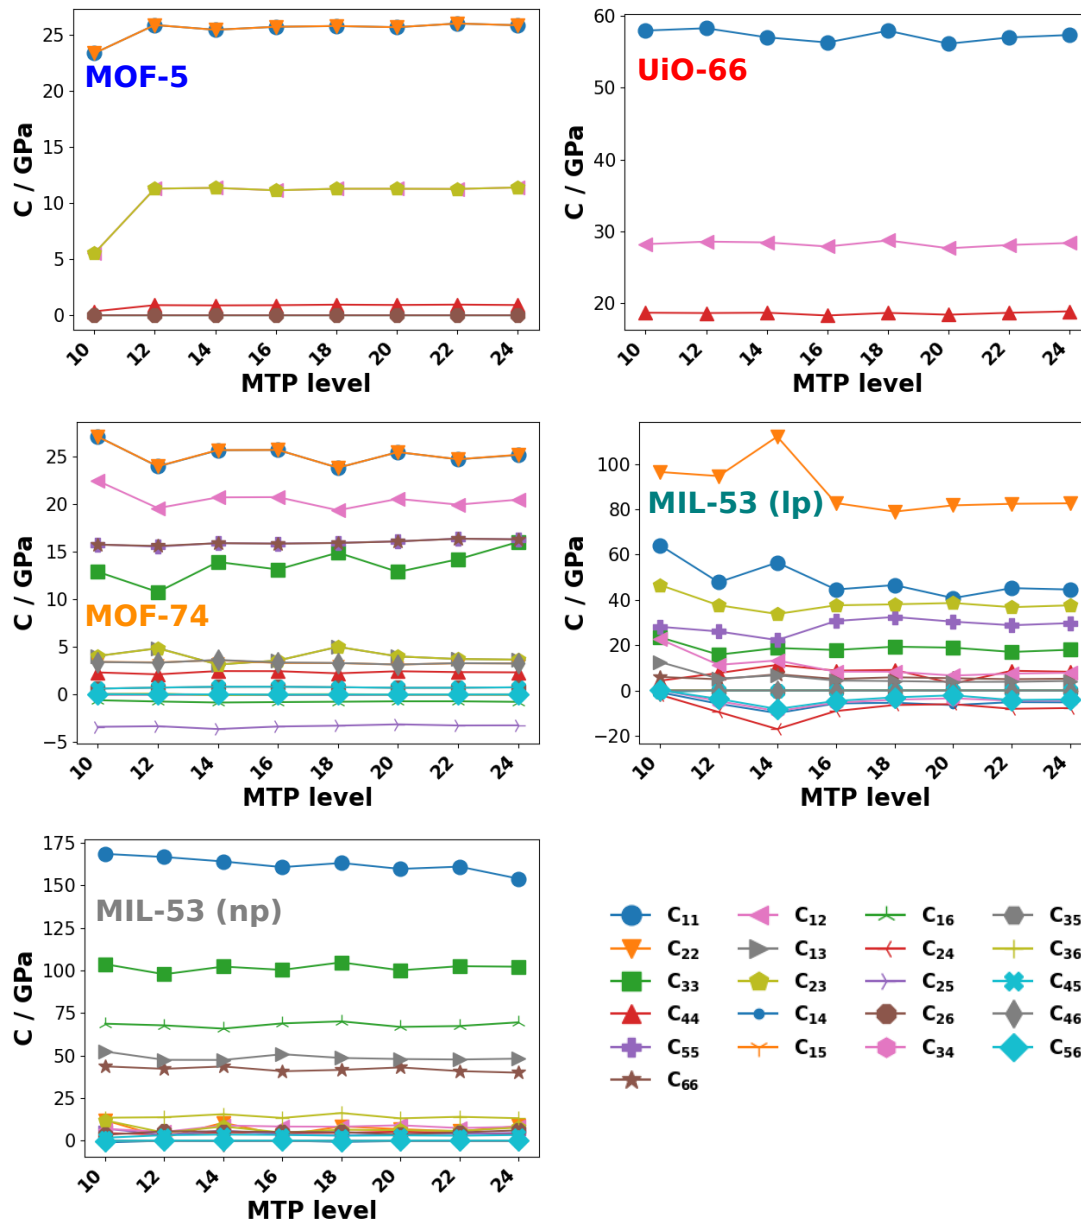 C / GPa
25
20
15
10
5
0
MOF-5
10 12 14 16 18 20 22 24
MTP level
C / GPa
60
50
40
30
20
UiO-66
10 12 14 16 18 20 22 24
MTP level
C / GPa
25
20
15
10
5
0
−5
MOF-74
10 12 14 16 18 20 22 24
MTP level
C / GPa
100
80
60
40
20
0
−20
MIL-53 (lp)
10 12 14 16 18 20 22 24
MTP level
C / GPa
175
150
125
100
75
50
25
0
MIL-53 (np)
10 12 14 16 18 20 22 24
MTP level
C₁₁ C₁₂ C₁₆ C₃₅
C₂₂ C₁₃ C₂₄ C₃₆
C₃₃ C₂₃ C₂₅ C₄₅
C₄₄ C₁₄ C₂₆ C₄₆
C₅₅ C₁₅ C₃₄ C₅₆
C₆₆